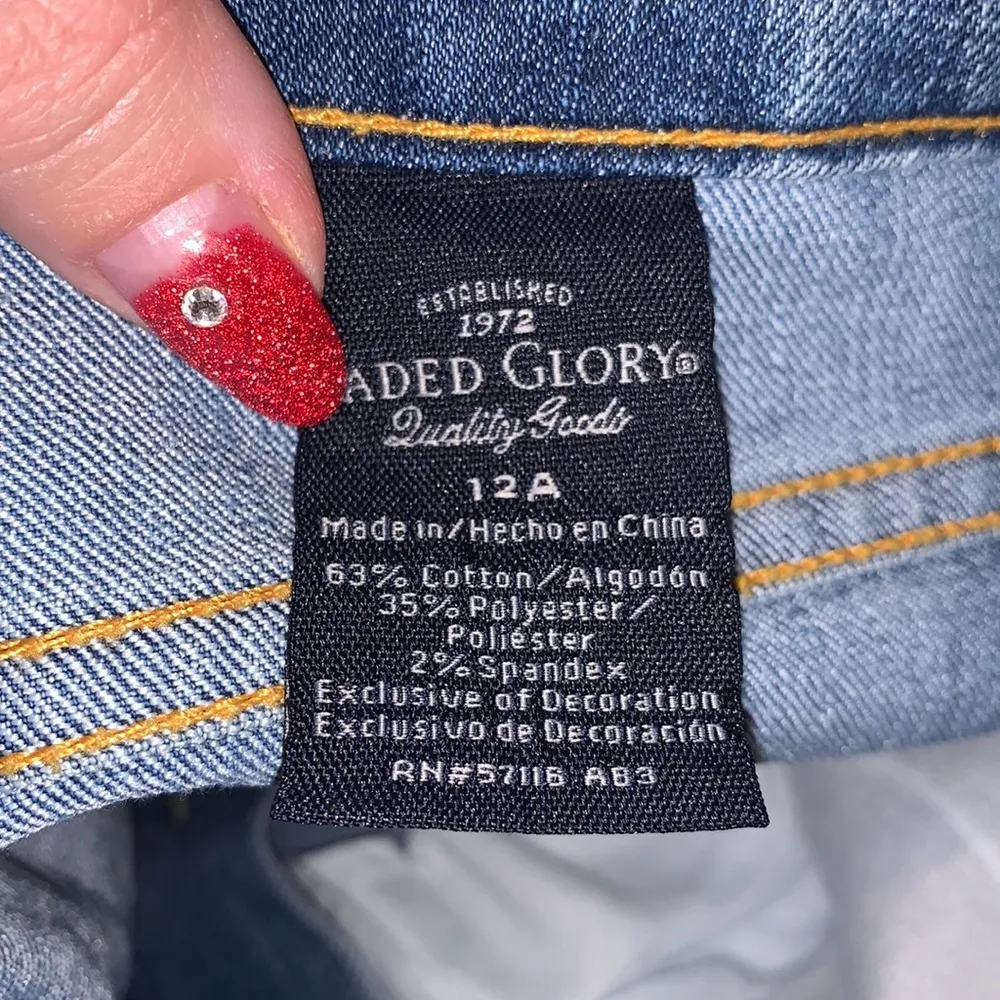 ESTABLISHED
1972
ADED GLORY®
Quality Goods
12A
Made in/Hecho en China
63% Cotton/Algodón
35% Polyester/
Poliéster
2% Spandex
Exclusive of Decoration
Exclusivo de Decoración
RN#57116 A63